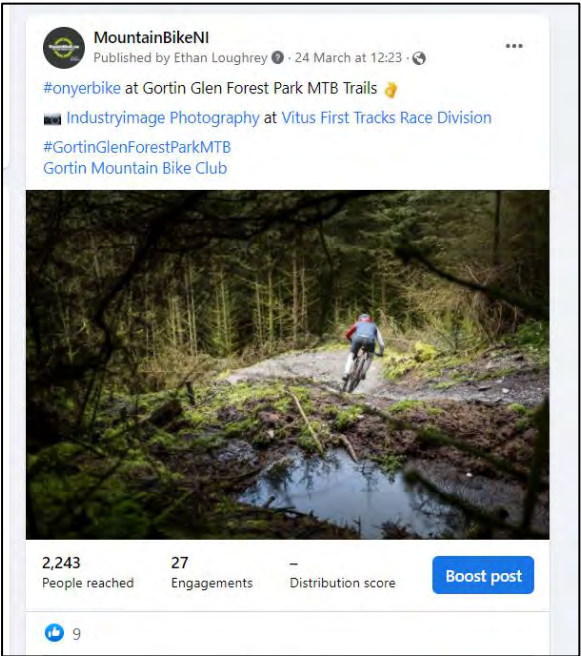 MountainBikeNI
Published by Ethan Loughrey · 24 March at 12:23 ·
#onyerbike at Gortin Glen Forest Park MTB Trails 👌
📷 Industryimage Photography at Vitus First Tracks Race Division
#GortinGlenForestParkMTB
Gortin Mountain Bike Club
2,243 27 –
People reached Engagements Distribution score
Boost post
9